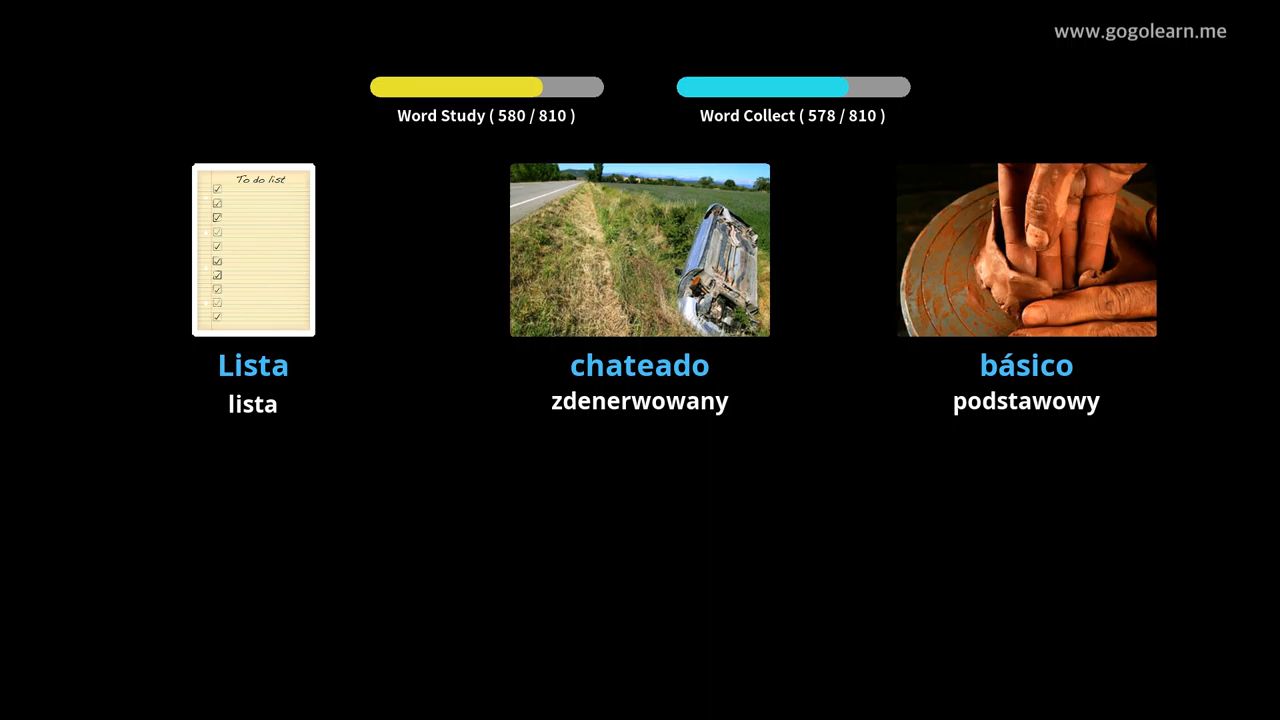 www.gogolearn.me
Word Study ( 580 / 810 )
Word Collect ( 578 / 810 )
To do list
Lista
lista
chateado
zdenerwowany
básico
podstawowy